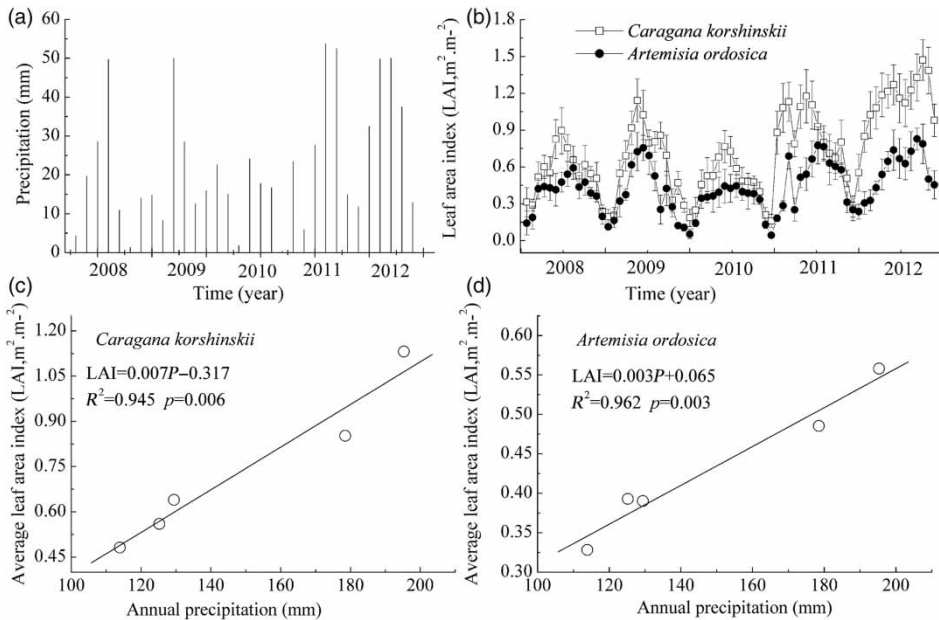 (a)
60
50
40
30
20
10
0
Precipitation (mm)
2008 2009 2010 2011 2012
Time (year)
(b)
Caragana korshinskii
Artemisia ordosica
1.8
1.5
1.2
0.9
0.6
0.3
0.0
Leaf area index (LAI,m².m-²)
2008 2009 2010 2011 2012
Time (year)
(c)
Caragana korshinskii
LAI=0.007P−0.317
R²=0.945 p=0.006
1.20
1.05
0.90
0.75
0.60
0.45
Average leaf area index (LAI,m².m-²)
100 120 140 160 180 200
Annual precipitation (mm)
(d)
Artemisia ordosica
LAI=0.003P+0.065
R²=0.962 p=0.003
0.60
0.55
0.50
0.45
0.40
0.35
0.30
Average leaf area index (LAI,m².m-²)
100 120 140 160 180 200
Annual precipitation (mm)